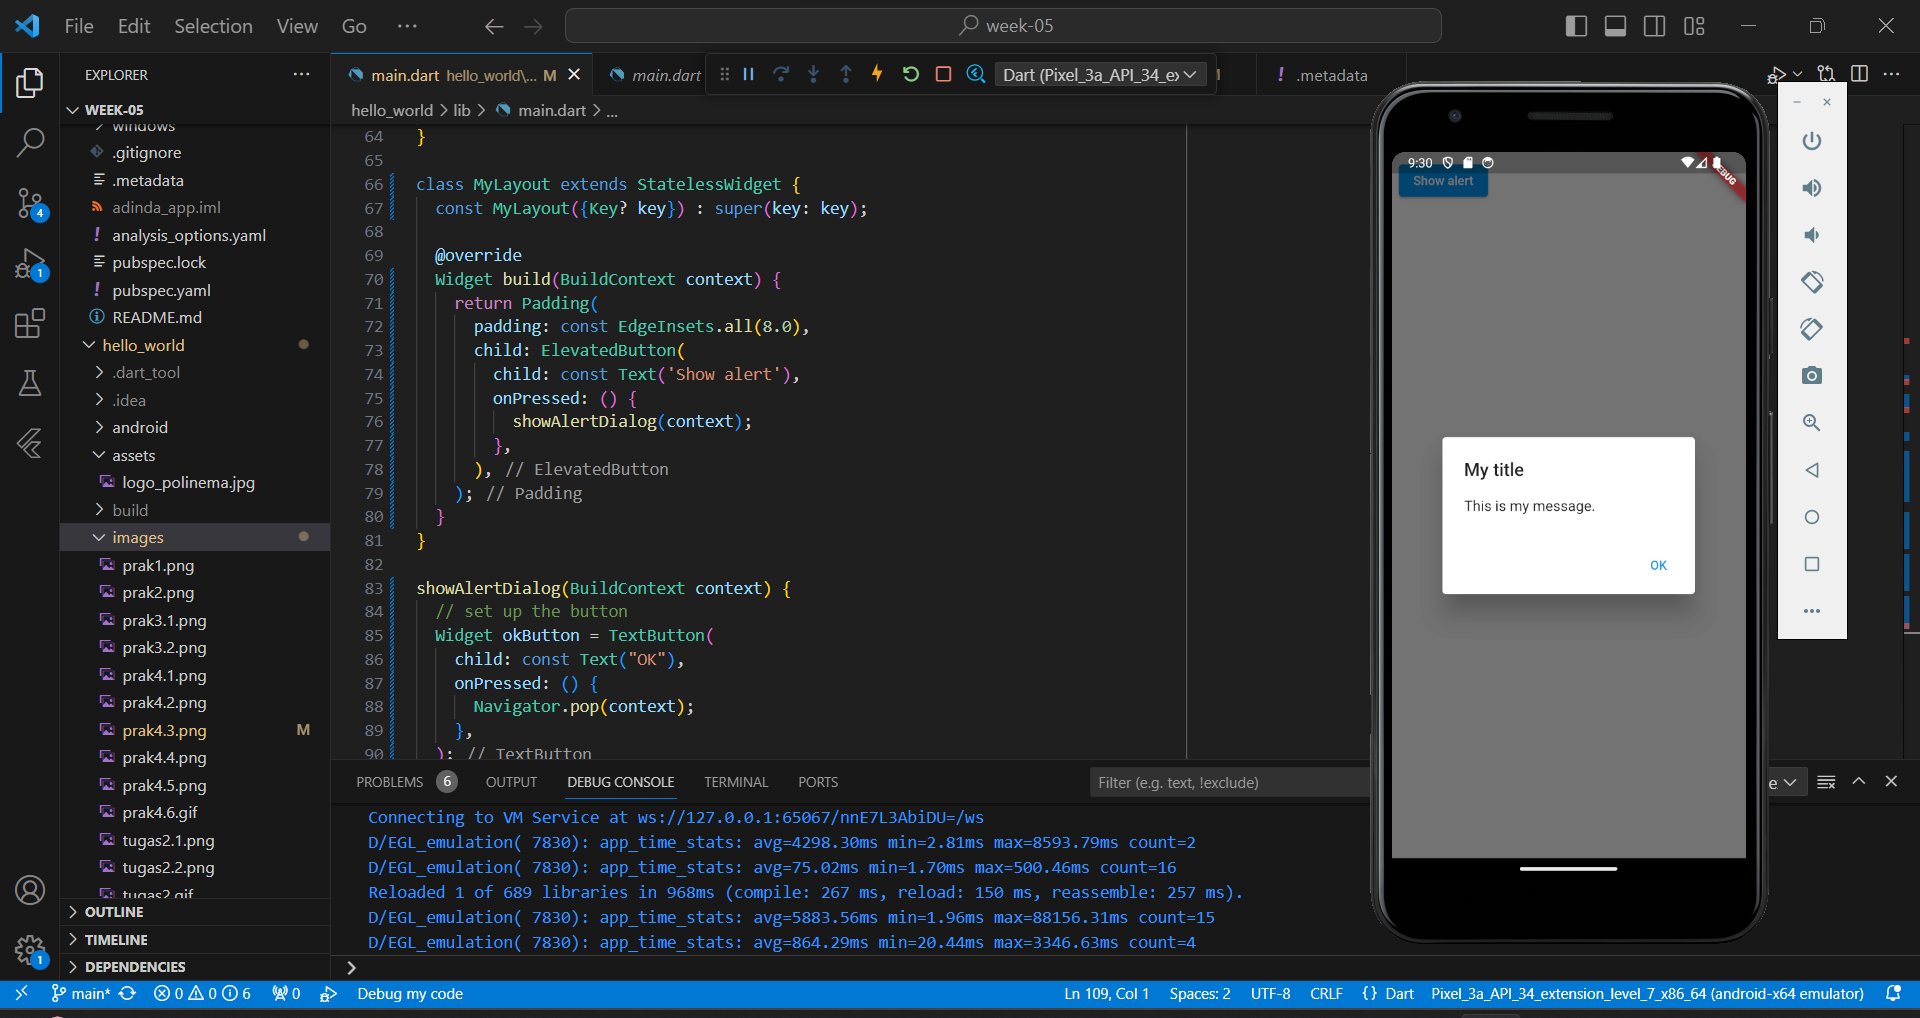 File Edit Selection View Go ··· week-05
EXPLORER ···
WEEK-05
windows
.gitignore
.metadata
adinda_app.iml
! analysis_options.yaml
pubspec.lock
! pubspec.yaml
README.md
hello_world
.dart_tool
.idea
android
assets
logo_polinema.jpg
build
images
prak1.png
prak2.png
prak3.1.png
prak3.2.png
prak4.1.png
prak4.2.png
prak4.3.png M
prak4.4.png
prak4.5.png
prak4.6.gif
tugas2.1.png
tugas2.2.png
tugas2.gif
OUTLINE
TIMELINE
DEPENDENCIES
4
1
1
main.dart hello_world\... M
main.dart
Dart (Pixel_3a_API_34_ex
! .metadata
hello_world > lib > main.dart > ...
64 }
65
66 class MyLayout extends StatelessWidget {
67 const MyLayout({Key? key}) : super(key: key);
68
69 @override
70 Widget build(BuildContext context) {
71 return Padding(
72 padding: const EdgeInsets.all(8.0),
73 child: ElevatedButton(
74 child: const Text('Show alert'),
75 onPressed: () {
76 showAlertDialog(context);
77 },
78 ), // ElevatedButton
79 ); // Padding
80 }
81 }
82
83 showAlertDialog(BuildContext context) {
84 // set up the button
85 Widget okButton = TextButton(
86 child: const Text("OK"),
87 onPressed: () {
88 Navigator.pop(context);
89 },
90 ); // TextButton
PROBLEMS 6 OUTPUT DEBUG CONSOLE TERMINAL PORTS Filter (e.g. text, !exclude)
Connecting to VM Service at ws://127.0.0.1:65067/nnE7L3AbiDU=/ws
D/EGL_emulation( 7830): app_time_stats: avg=4298.30ms min=2.81ms max=8593.79ms count=2
D/EGL_emulation( 7830): app_time_stats: avg=75.02ms min=1.70ms max=500.46ms count=16
Reloaded 1 of 689 libraries in 968ms (compile: 267 ms, reload: 150 ms, reassemble: 257 ms).
D/EGL_emulation( 7830): app_time_stats: avg=5883.56ms min=1.96ms max=88156.31ms count=15
D/EGL_emulation( 7830): app_time_stats: avg=864.29ms min=20.44ms max=3346.63ms count=4
9:30
DEBUG
Show alert
My title
This is my message.
OK
main* 0 0 6 0 Debug my code Ln 109, Col 1 Spaces: 2 UTF-8 CRLF {} Dart Pixel_3a_API_34_extension_level_7_x86_64 (android-x64 emulator)